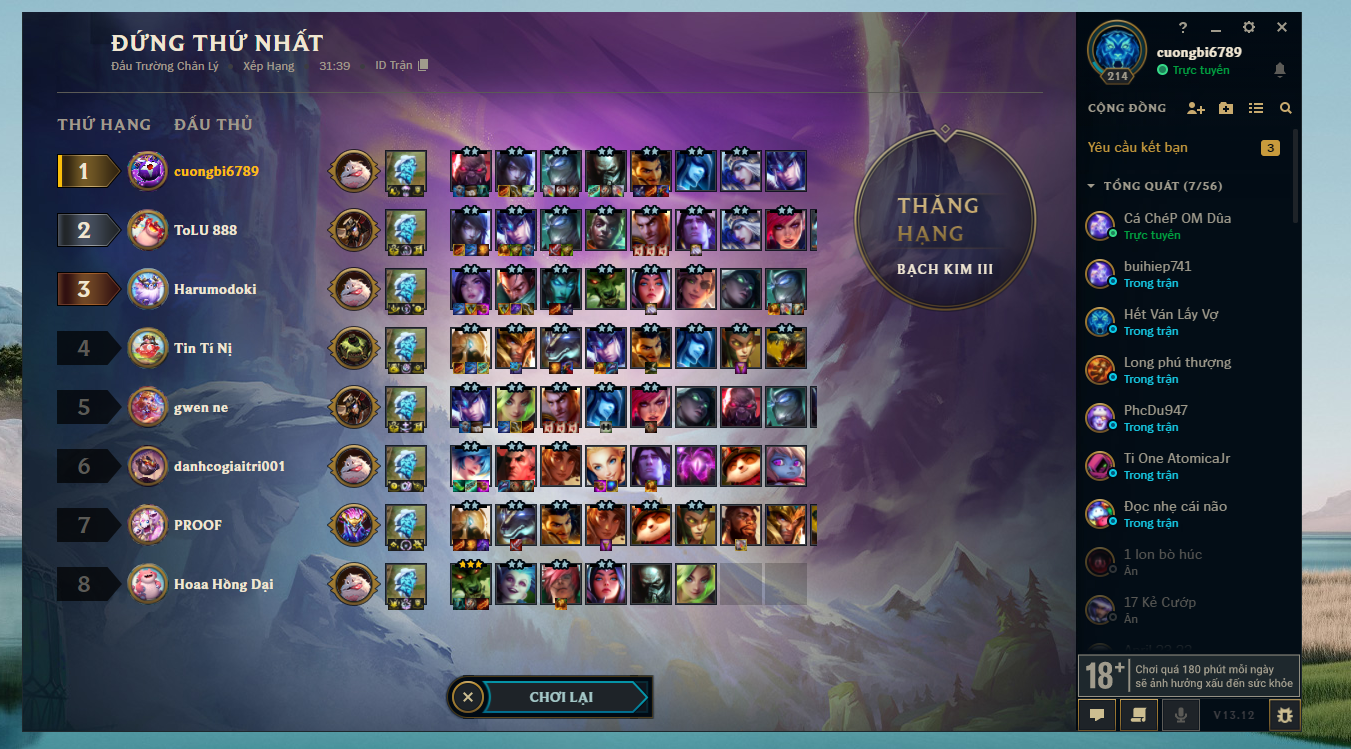 ĐỨNG THỨ NHẤT
Đấu Trường Chân Lý • Xếp Hạng 31:39 ID Trận
THỨ HẠNG ĐẤU THỦ
1 cuongbi6789
2 ToLU 888
3 Harumodoki
4 Tin Tí Nị
5 gwen ne
6 danhcogiaitri001
7 PROOF
8 Hoaa Hồng Dại
THĂNG
HẠNG
BẠCH KIM III
CHƠI LẠI
?
cuongbi6789
Trực tuyến
214
CỘNG ĐỒNG
Yêu cầu kết bạn 3
TỔNG QUÁT (7/56)
Cá ChéP OM Dûa
Trực tuyến
buihiep741
Trong trận
Hết Ván Lấy Vợ
Trong trận
Long phú thượng
Trong trận
PhcDu947
Trong trận
Ti One AtomicaJr
Trong trận
Đọc nhẹ cái não
Trong trận
1 lon bò húc
Ẩn
17 Kẻ Cướp
Ẩn
18+ Chơi quá 180 phút mỗi ngày
sẽ ảnh hưởng xấu đến sức khỏe
V13.12